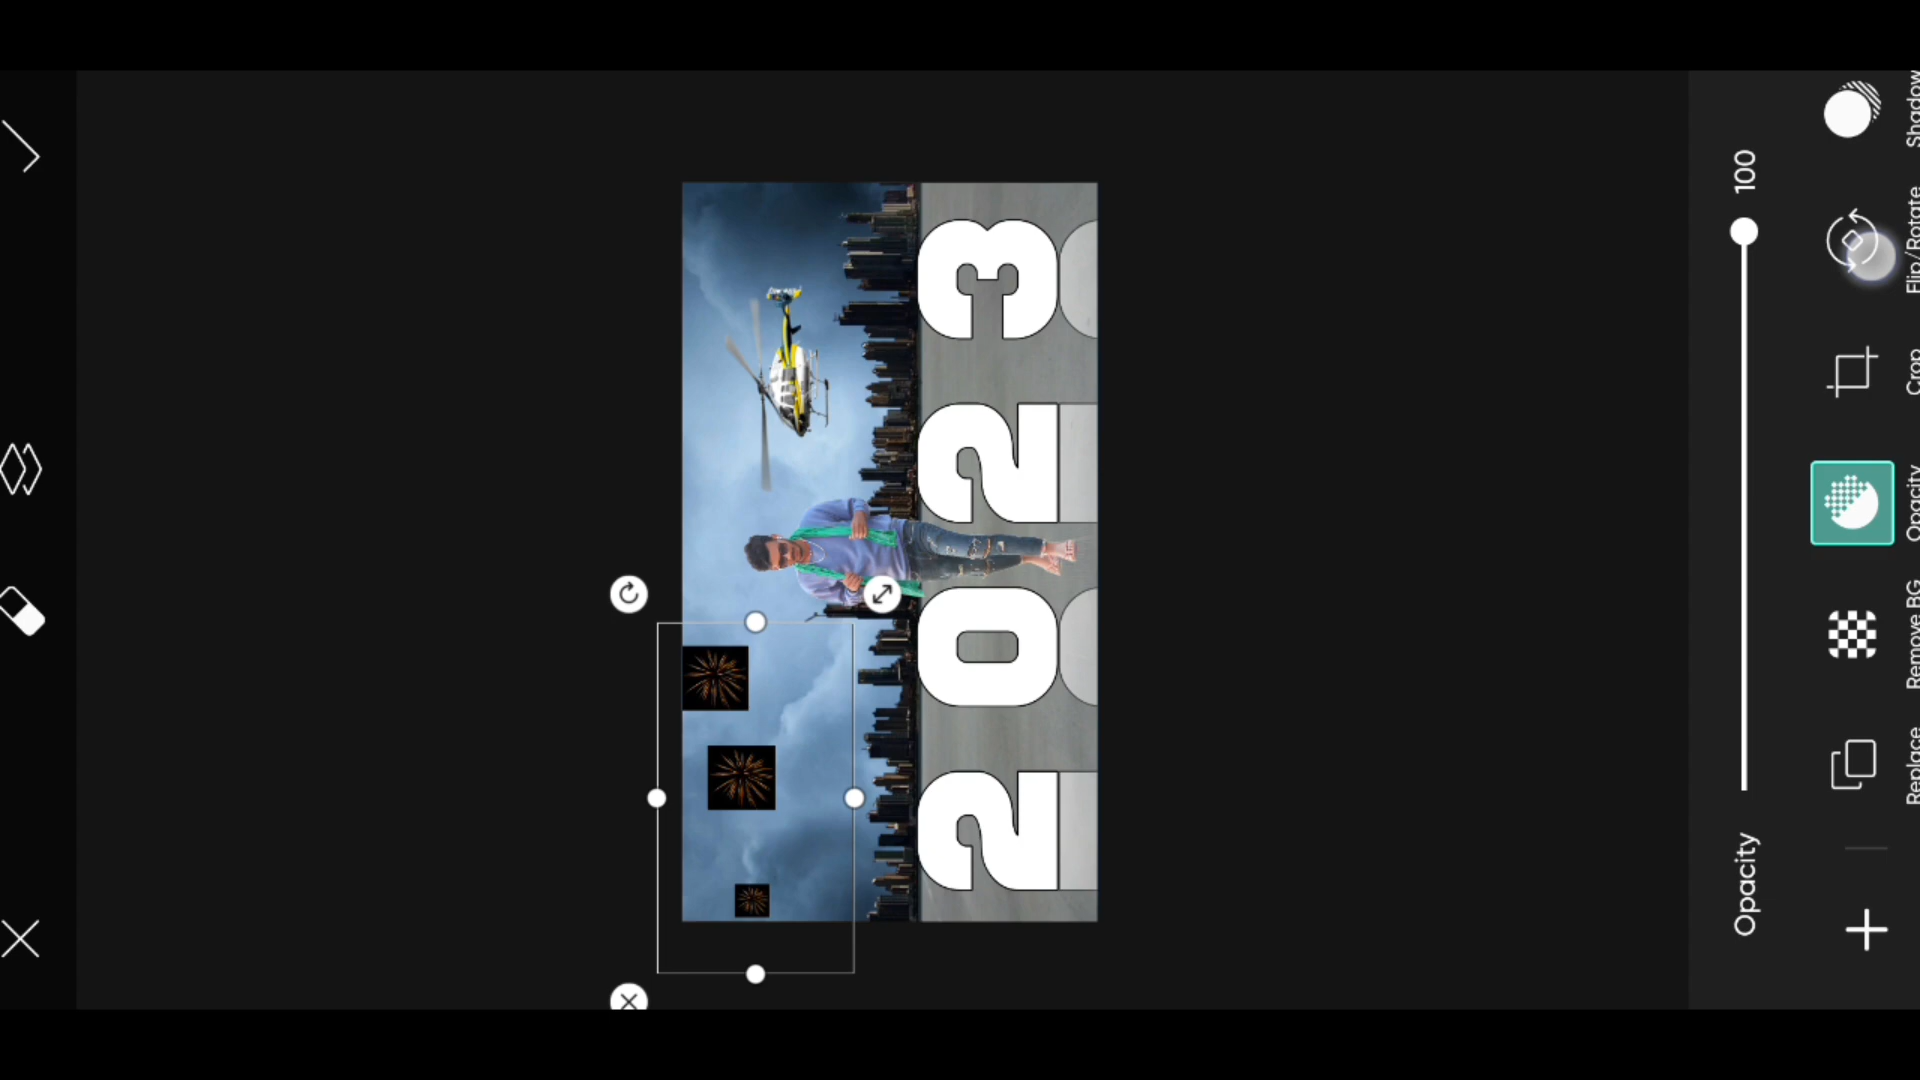 2023
Opacity 100
Replace
Remove BG
Opacity
Crop
Flip/Rotate
Shadow